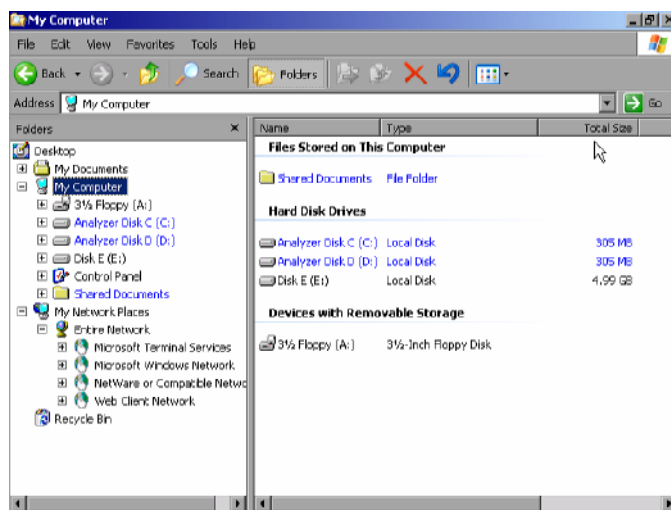 My Computer
File Edit View Favorites Tools Help
Back Search Folders
Address My Computer Go
Folders
Desktop
My Documents
My Computer
3½ Floppy (A:)
Analyzer Disk C (C:)
Analyzer Disk D (D:)
Disk E (E:)
Control Panel
Shared Documents
My Network Places
Entire Network
Microsoft Terminal Services
Microsoft Windows Network
NetWare or Compatible Netwo
Web Client Network
Recycle Bin
Name Type Total Size
Files Stored on This Computer
Shared Documents File Folder
Hard Disk Drives
Analyzer Disk C (C:) Local Disk 305 MB
Analyzer Disk D (D:) Local Disk 305 MB
Disk E (E:) Local Disk 4.99 GB
Devices with Removable Storage
3½ Floppy (A:) 3½-Inch Floppy Disk